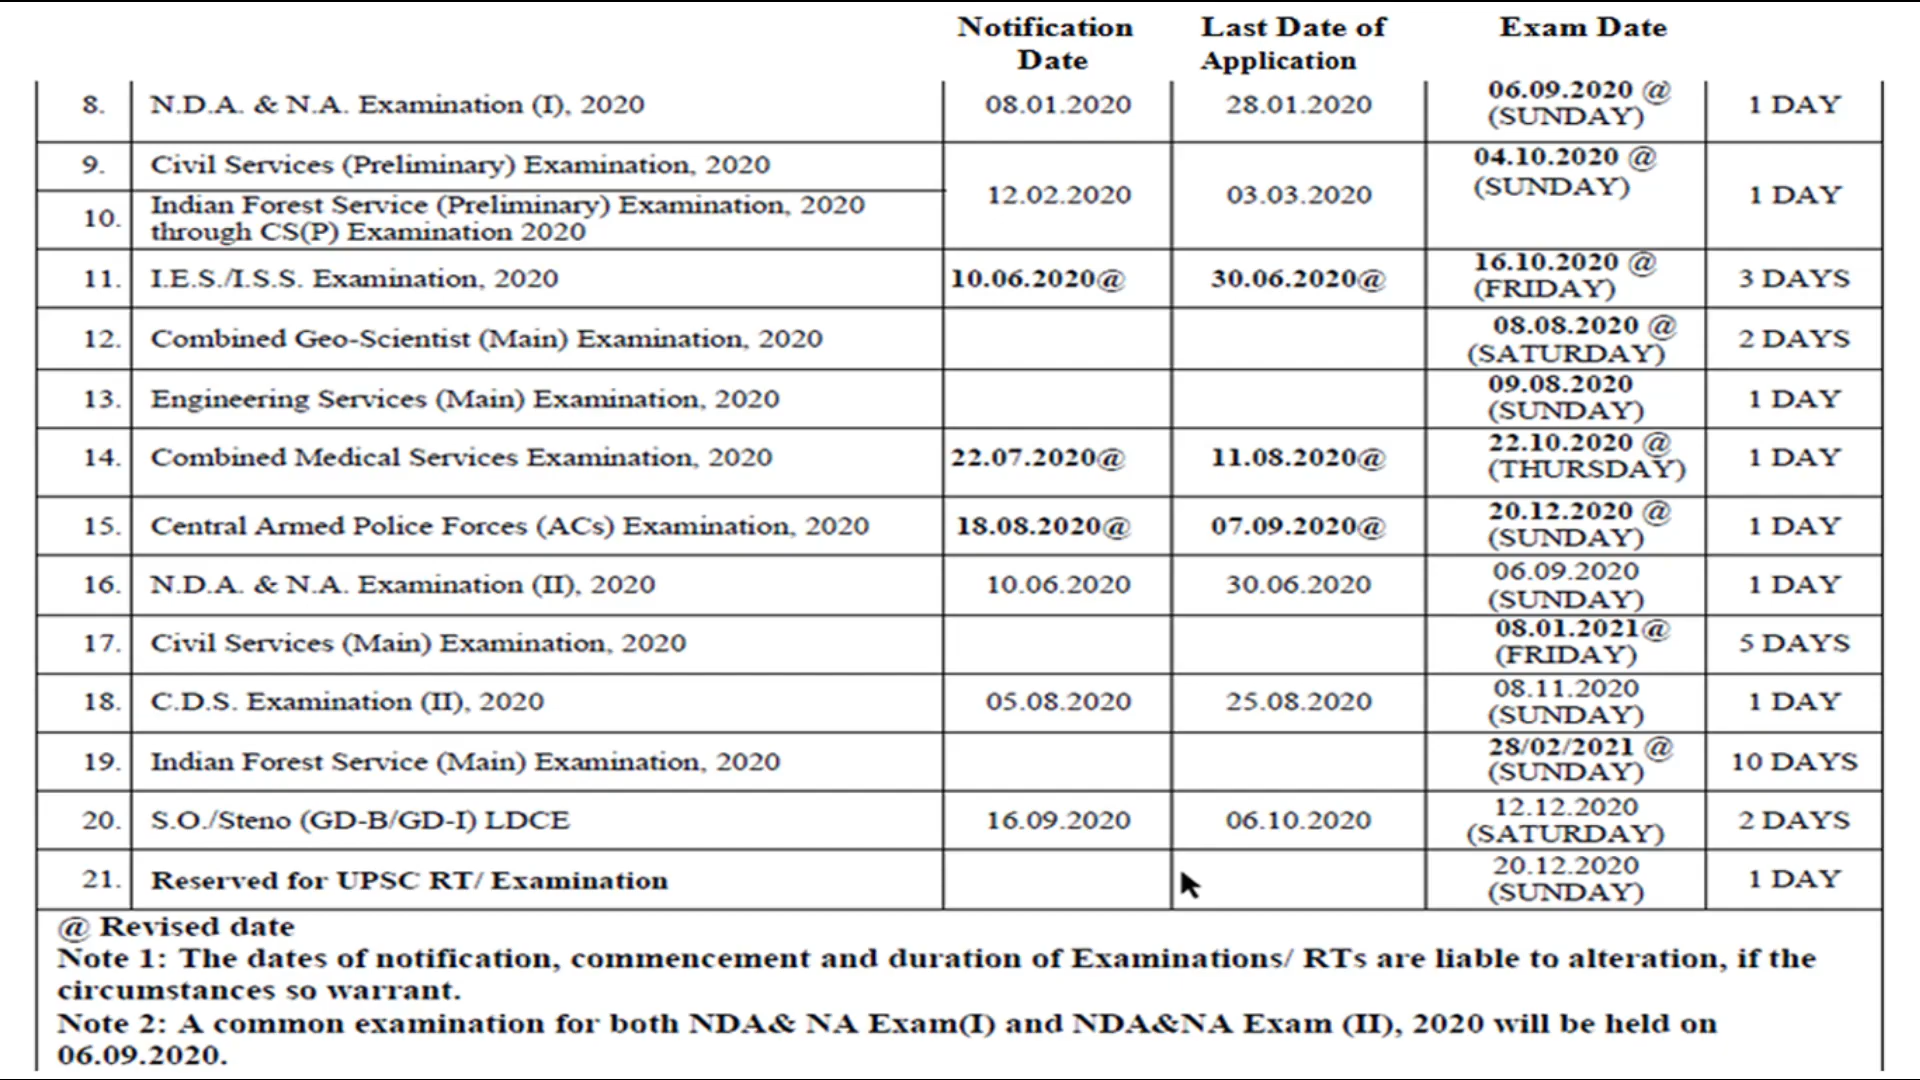 Notification Date Last Date of Application Exam Date
8. N.D.A. & N.A. Examination (I), 2020 08.01.2020 28.01.2020 06.09.2020 @ (SUNDAY) 1 DAY
9. Civil Services (Preliminary) Examination, 2020 12.02.2020 03.03.2020 04.10.2020 @ (SUNDAY) 1 DAY
10. Indian Forest Service (Preliminary) Examination, 2020
through CS(P) Examination 2020
11. I.E.S./I.S.S. Examination, 2020 10.06.2020@ 30.06.2020@ 16.10.2020 @ (FRIDAY) 3 DAYS
12. Combined Geo-Scientist (Main) Examination, 2020 08.08.2020 @ (SATURDAY) 2 DAYS
13. Engineering Services (Main) Examination, 2020 09.08.2020 (SUNDAY) 1 DAY
14. Combined Medical Services Examination, 2020 22.07.2020@ 11.08.2020@ 22.10.2020 @ (THURSDAY) 1 DAY
15. Central Armed Police Forces (ACs) Examination, 2020 18.08.2020@ 07.09.2020@ 20.12.2020 @ (SUNDAY) 1 DAY
16. N.D.A. & N.A. Examination (II), 2020 10.06.2020 30.06.2020 06.09.2020 (SUNDAY) 1 DAY
17. Civil Services (Main) Examination, 2020 08.01.2021@ (FRIDAY) 5 DAYS
18. C.D.S. Examination (II), 2020 05.08.2020 25.08.2020 08.11.2020 (SUNDAY) 1 DAY
19. Indian Forest Service (Main) Examination, 2020 28/02/2021 @ (SUNDAY) 10 DAYS
20. S.O./Steno (GD-B/GD-I) LDCE 16.09.2020 06.10.2020 12.12.2020 (SATURDAY) 2 DAYS
21. Reserved for UPSC RT/ Examination 20.12.2020 (SUNDAY) 1 DAY
@ Revised date
Note 1: The dates of notification, commencement and duration of Examinations/ RTs are liable to alteration, if the
circumstances so warrant.
Note 2: A common examination for both NDA& NA Exam(I) and NDA&NA Exam (II), 2020 will be held on
06.09.2020.